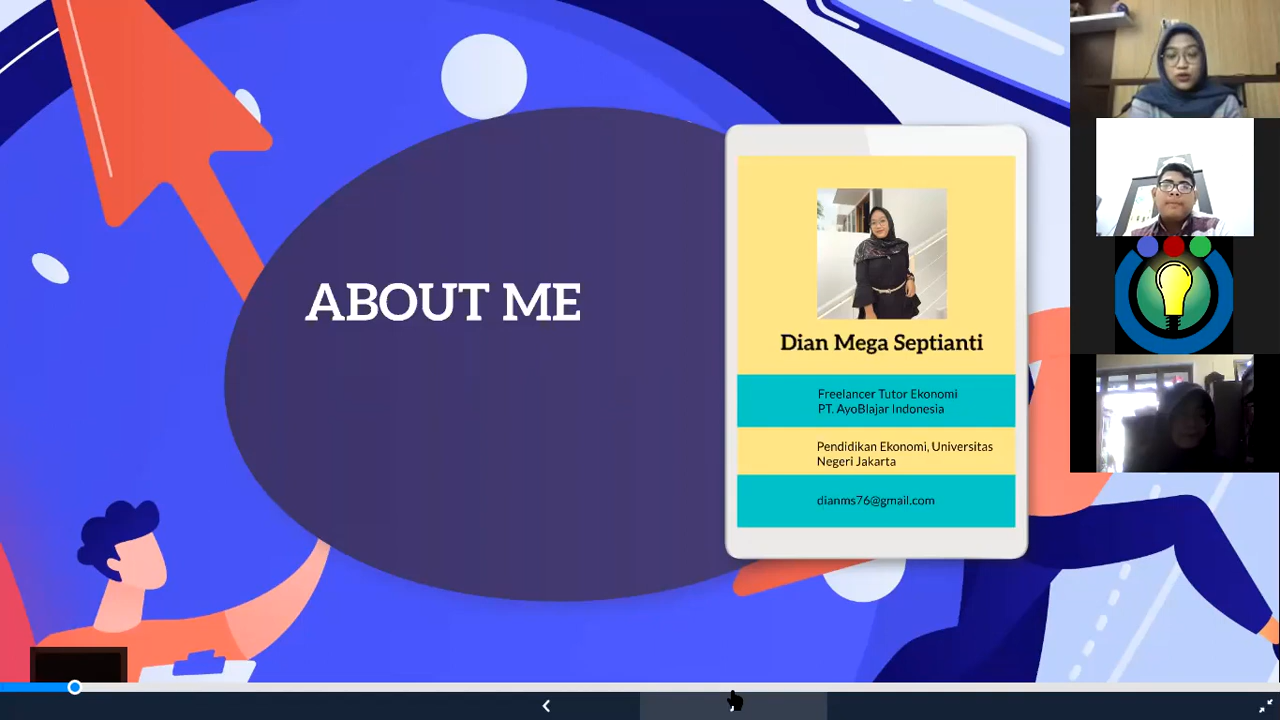 ABOUT ME
Dian Mega Septianti
Freelancer Tutor Ekonomi
PT. AyoBlajar Indonesia
Pendidikan Ekonomi, Universitas
Negeri Jakarta
dianms76@gmail.com